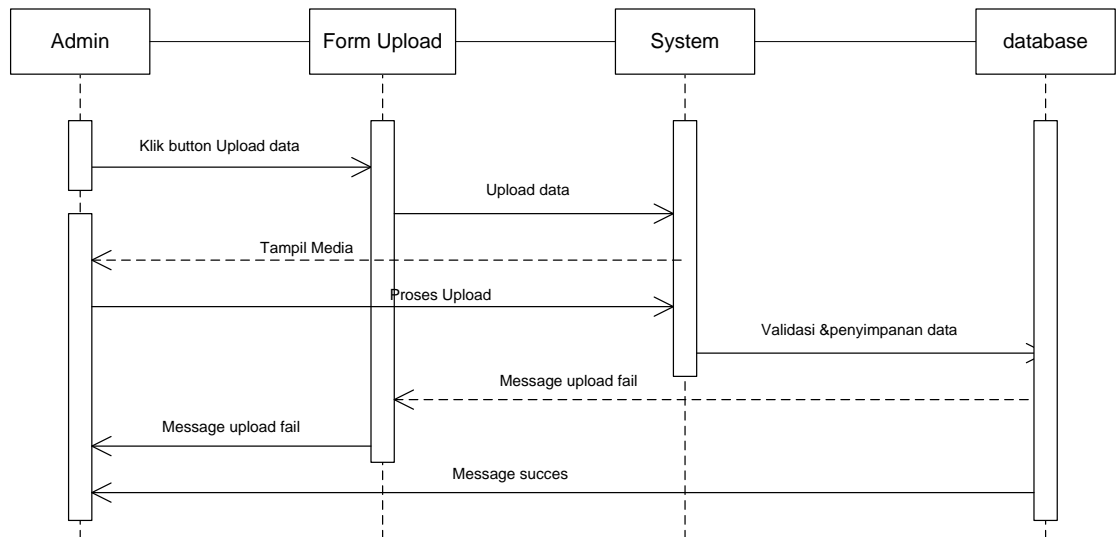 Admin
Form Upload
System
database
Klik button Upload data
Upload data
Tampil Media
Proses Upload
Validasi &penyimpanan data
Message upload fail
Message upload fail
Message succes